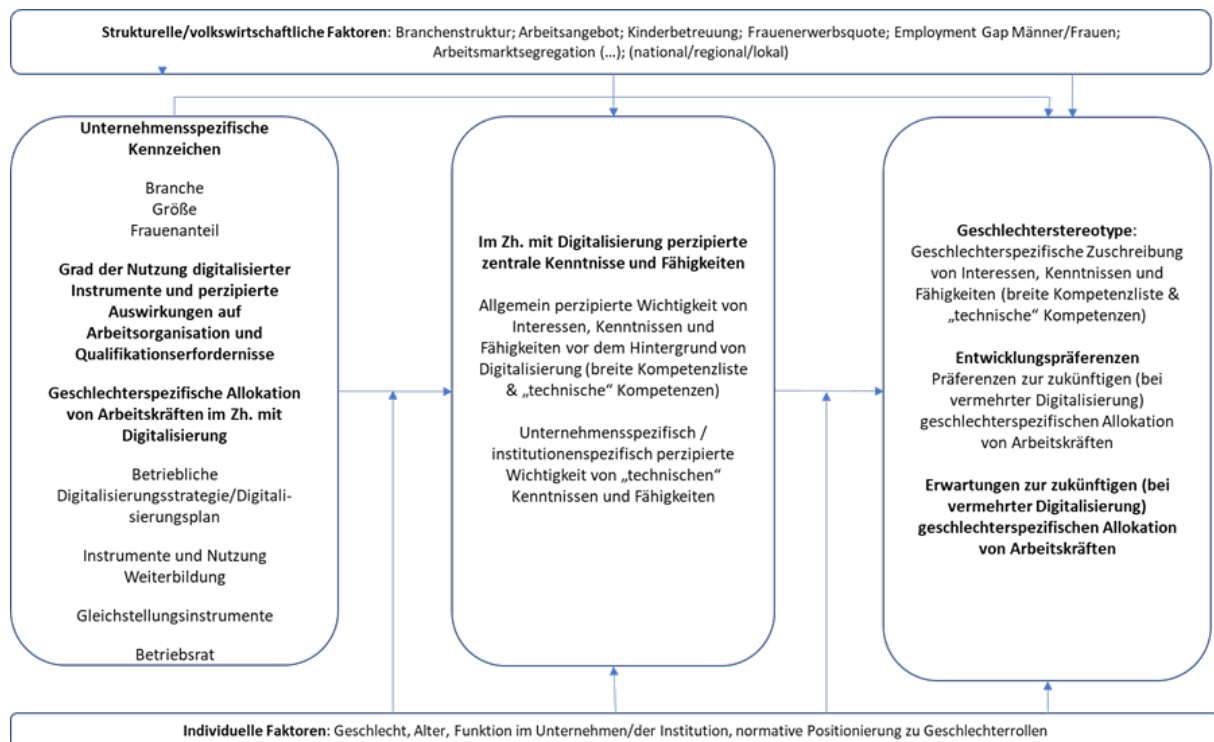 Strukturelle/volkswirtschaftliche Faktoren: Branchenstruktur; Arbeitsangebot; Kinderbetreuung; Frauenerwerbsquote; Employment Gap Männer/Frauen;
Arbeitsmarktsegregation (...); (national/regional/lokal)
Unternehmensspezifische
Kennzeichen
Branche
Größe
Frauenanteil
Grad der Nutzung digitalisierter
Instrumente und perzipierte
Auswirkungen auf
Arbeitsorganisation und
Qualifikationserfordernisse
Geschlechterspezifische Allokation
von Arbeitskräften im Zh. mit
Digitalisierung
Betriebliche
Digitalisierungsstrategie/Digitali-
sierungsplan
Instrumente und Nutzung
Weiterbildung
Gleichstellungsinstrumente
Betriebsrat
Im Zh. mit Digitalisierung perzipierte
zentrale Kenntnisse und Fähigkeiten
Allgemein perzipierte Wichtigkeit von
Interessen, Kenntnissen und
Fähigkeiten vor dem Hintergrund von
Digitalisierung (breite Kompetenzliste
& „technische“ Kompetenzen)
Unternehmensspezifisch /
institutionenspezifisch perzipierte
Wichtigkeit von „technischen“
Kenntnissen und Fähigkeiten
Geschlechterstereotype:
Geschlechterspezifische Zuschreibung
von Interessen, Kenntnissen und
Fähigkeiten (breite Kompetenzliste &
„technische“ Kompetenzen)
Entwicklungspräferenzen
Präferenzen zur zukünftigen (bei
vermehrter Digitalisierung)
geschlechterspezifischen Allokation
von Arbeitskräften
Erwartungen zur zukünftigen (bei
vermehrter Digitalisierung)
geschlechterspezifischen Allokation
von Arbeitskräften
Individuelle Faktoren: Geschlecht, Alter, Funktion im Unternehmen/der Institution, normative Positionierung zu Geschlechterrollen